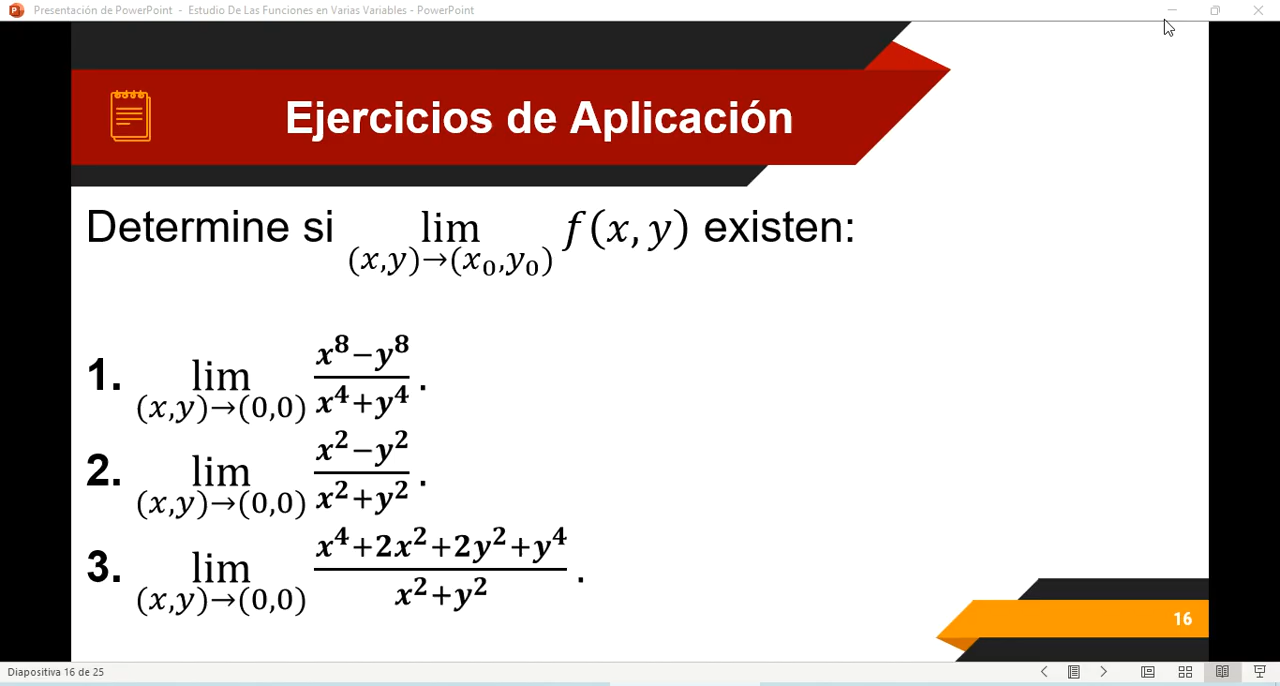 Presentación de PowerPoint - Estudio De Las Funciones en Varias Variables - PowerPoint
Ejercicios de Aplicación
Determine si lim_{(x,y)→(x₀,y₀)} f(x,y) existen:
1. lim_{(x,y)→(0,0)} (x⁸−y⁸)/(x⁴+y⁴).
2. lim_{(x,y)→(0,0)} (x²−y²)/(x²+y²).
3. lim_{(x,y)→(0,0)} (x⁴+2x²+2y²+y⁴)/(x²+y²).
16
Diapositiva 16 de 25